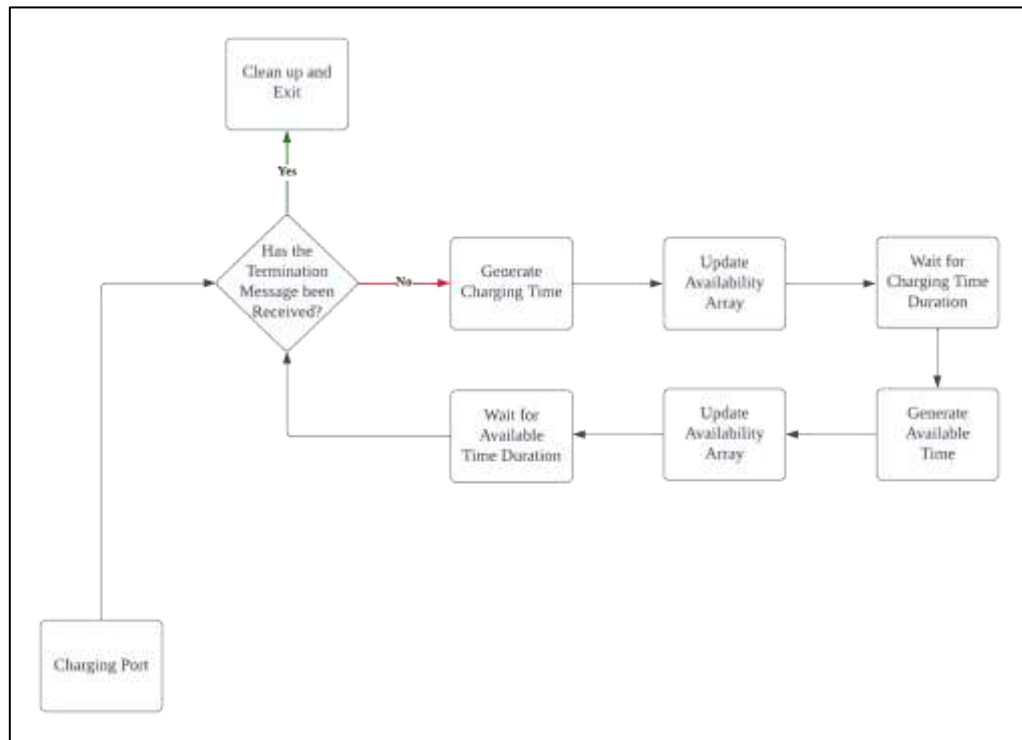 Clean up and
Exit
Yes
Has the
Termination
Message been
Received?
No
Generate
Charging Time
Update
Availability
Array
Wait for
Charging Time
Duration
Wait for
Available
Time Duration
Update
Availability
Array
Generate
Available
Time
Charging Port